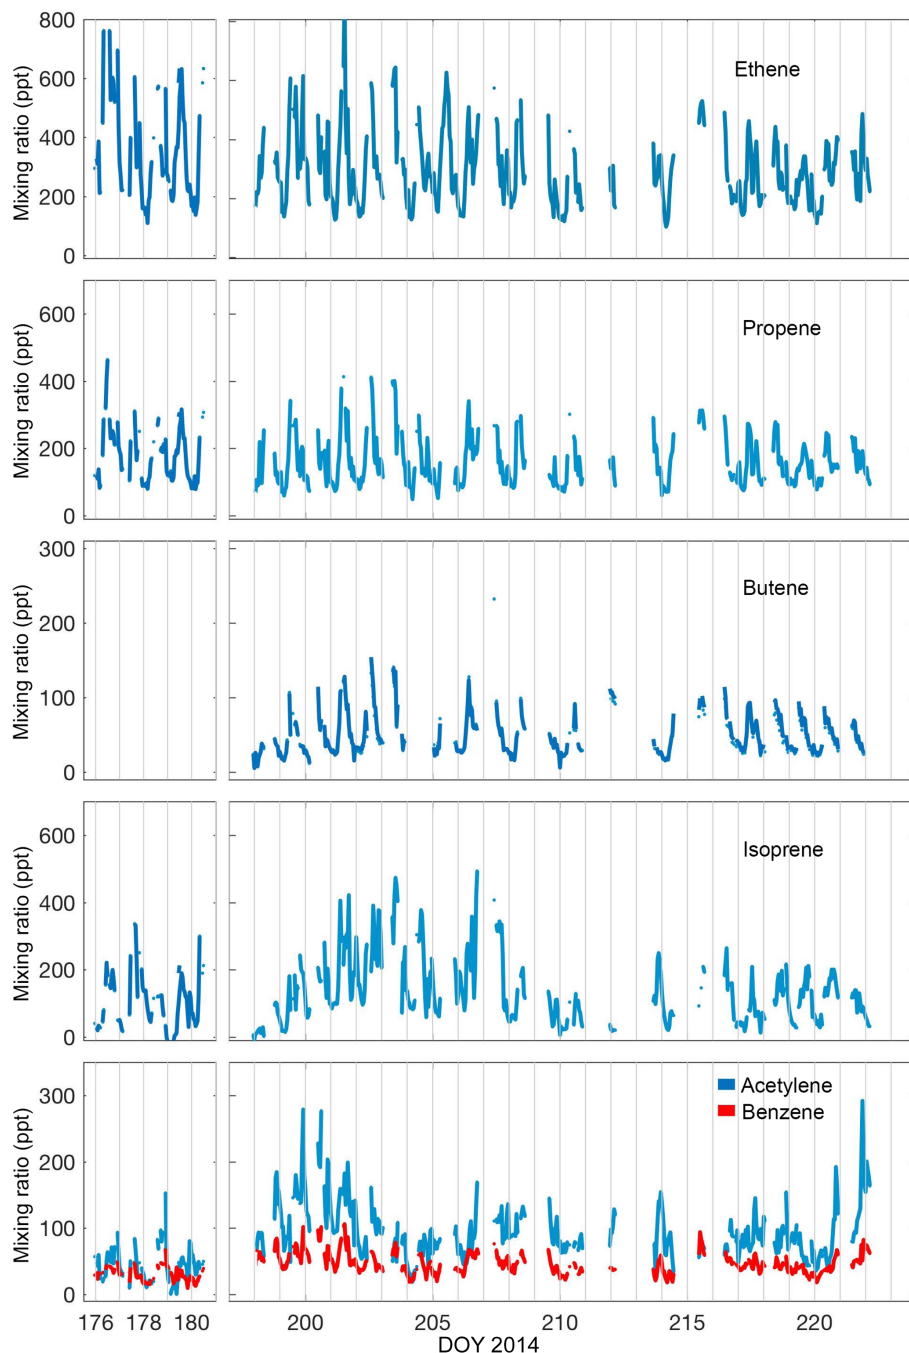 800
600
400
200
0
Mixing ratio (ppt)
Ethene
600
400
200
0
Mixing ratio (ppt)
Propene
300
200
100
0
Mixing ratio (ppt)
Butene
600
400
200
0
Mixing ratio (ppt)
Isoprene
300
200
100
0
Mixing ratio (ppt)
Acetylene
Benzene
176 178 180 200 205 210 215 220
DOY 2014